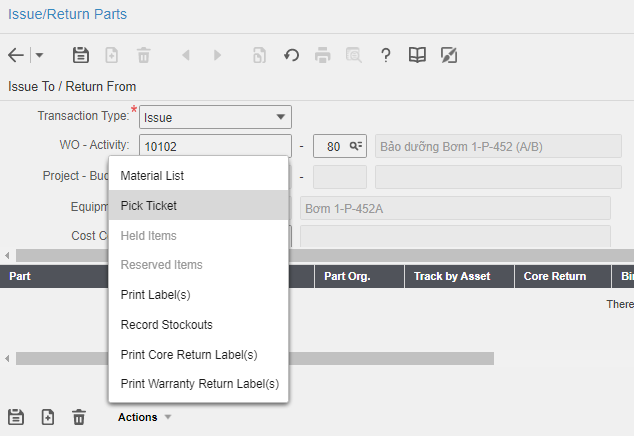 Issue/Return Parts
Issue To / Return From
Transaction Type:* Issue
WO - Activity: 10102 - 80 Bảo dưỡng Bơm 1-P-452 (A/B)
Project - Bud -
Equipm Bơm 1-P-452A
Cost C
Material List
Pick Ticket
Held Items
Reserved Items
Print Label(s)
Record Stockouts
Print Core Return Label(s)
Print Warranty Return Label(s)
Part Part Org. Track by Asset Core Return Bi
There
Actions